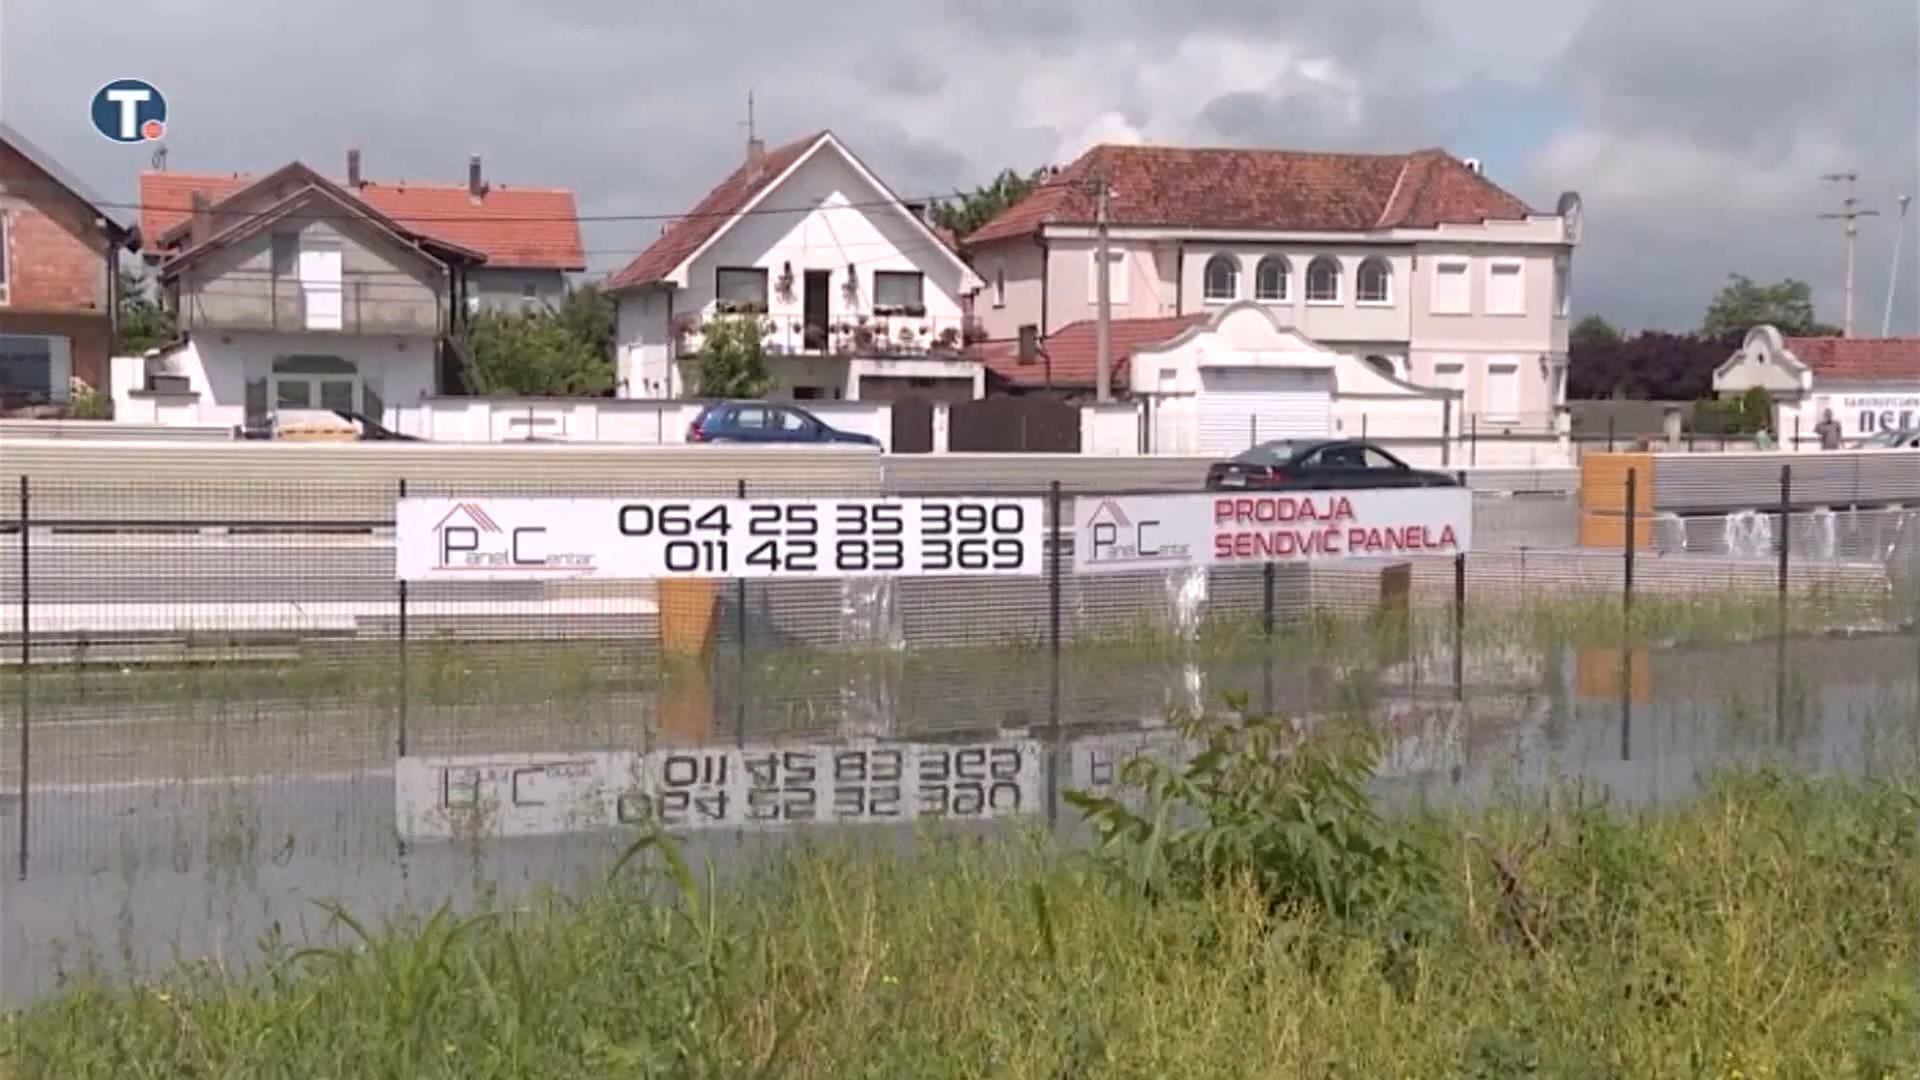 T.
Panel Centar
064 25 35 390
011 42 83 369
Panel Centar
PRODAJA
SENDVIČ PANELA